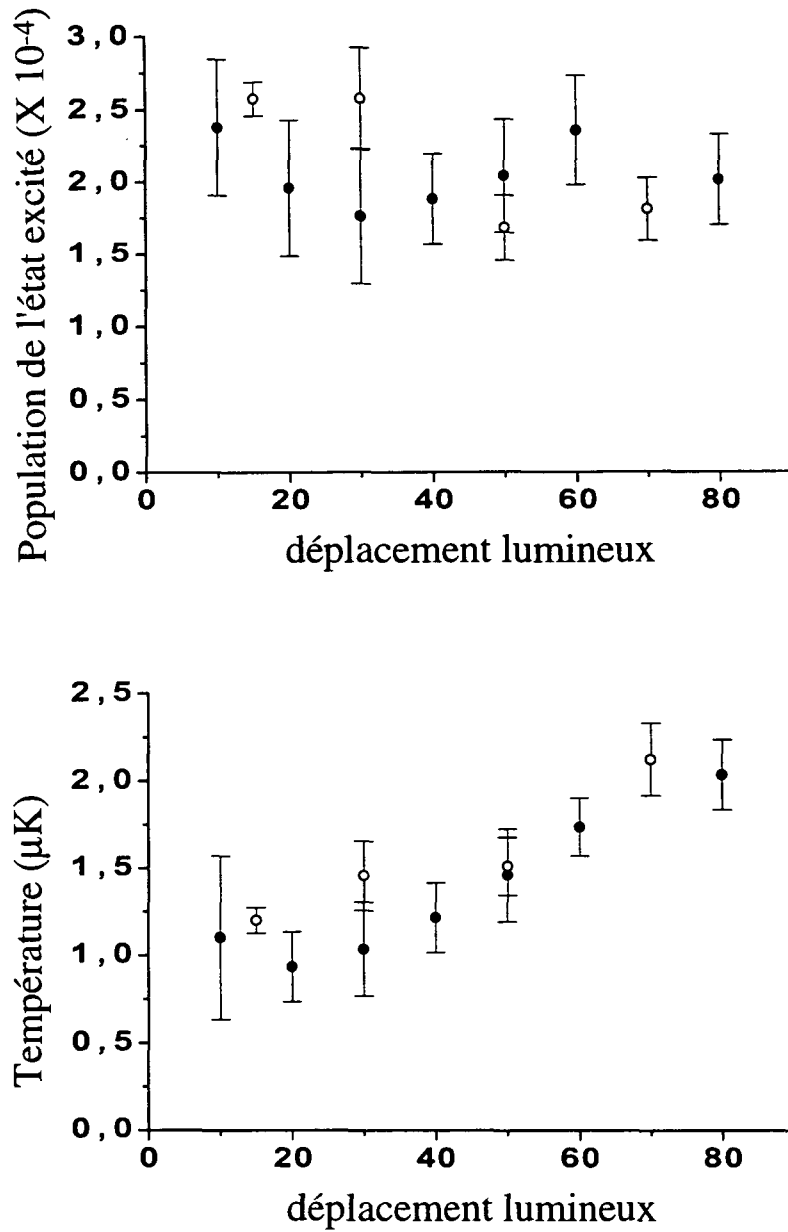 Population de l'état excité (X 10-4)
3,0
2,5
2,0
1,5
1,0
0,5
0,0
0 20 40 60 80
déplacement lumineux
Température (µK)
2,5
2,0
1,5
1,0
0,5
0,0
0 20 40 60 80
déplacement lumineux